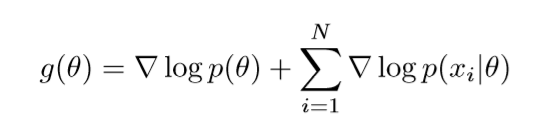 g(θ) = ∇ log p(θ) + ∑_{i=1}^{N} ∇ log p(x_i|θ)